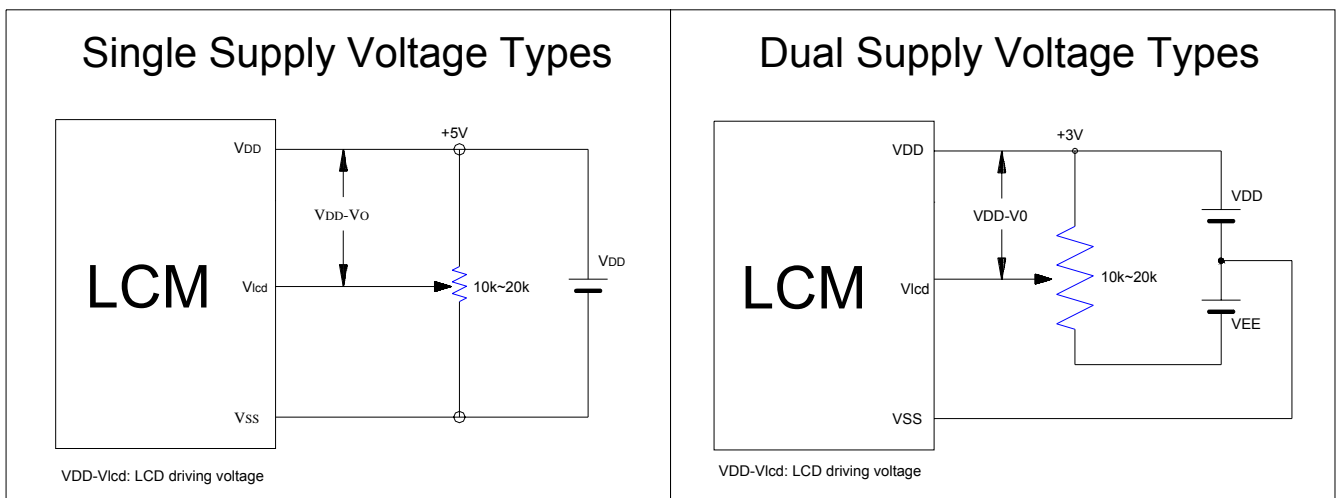 Single Supply Voltage Types
VDD
+5V
VDD-VO
LCM
Vlcd
10k~20k
VDD
VSS
VDD-Vlcd: LCD driving voltage
Dual Supply Voltage Types
VDD
+3V
VDD
VDD-V0
LCM
Vlcd
10k~20k
VEE
VSS
VDD-Vlcd: LCD driving voltage